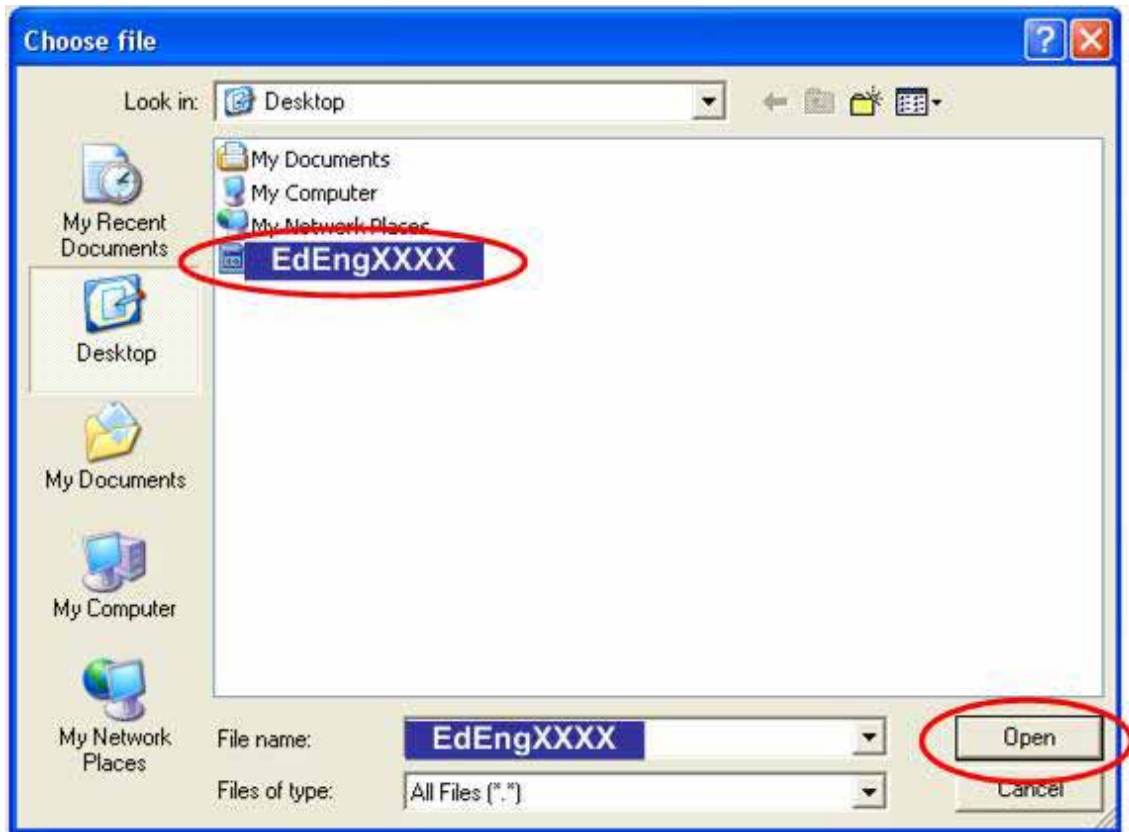 Choose file
Look in:
Desktop
My Documents
My Computer
My Network Places
EdEngXXXX
My Recent
Documents
Desktop
My Documents
My Computer
My Network
Places
File name:
EdEngXXXX
Open
Files of type:
All Files (*.*)
Cancel